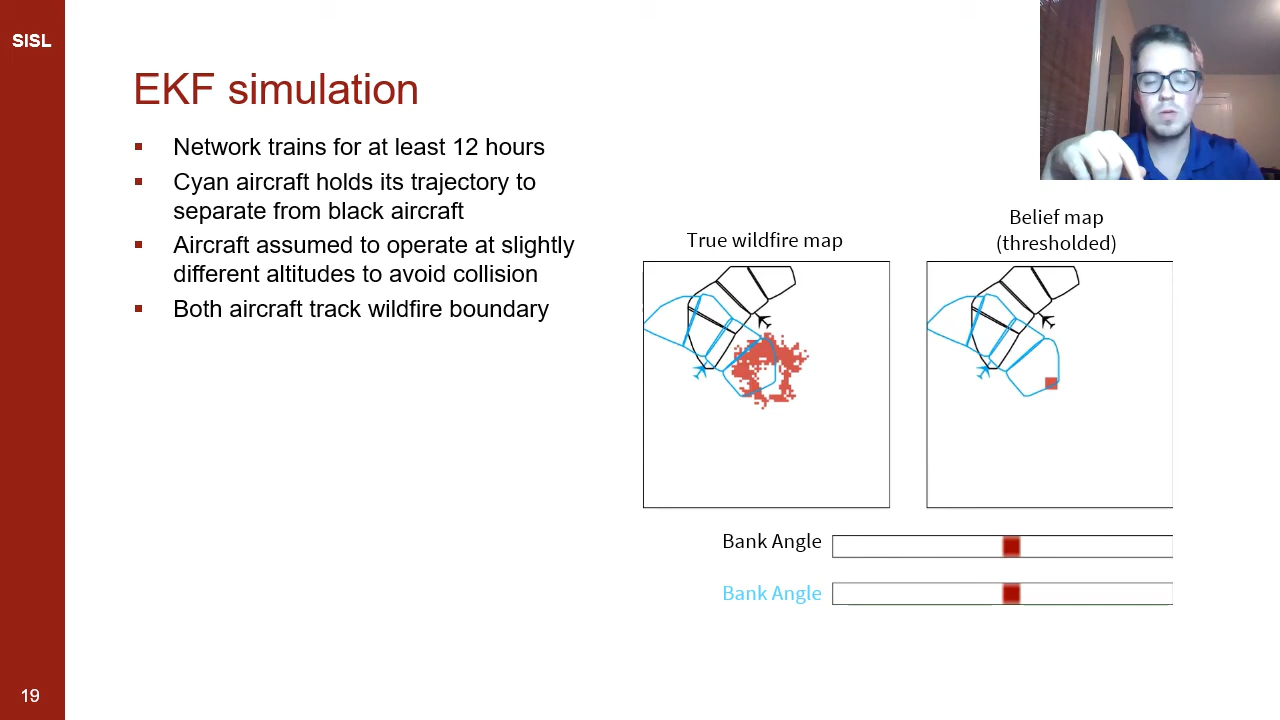 SISL
EKF simulation
Network trains for at least 12 hours
Cyan aircraft holds its trajectory to
separate from black aircraft
Aircraft assumed to operate at slightly
different altitudes to avoid collision
Both aircraft track wildfire boundary
True wildfire map
Belief map
(thresholded)
Bank Angle
Bank Angle
19